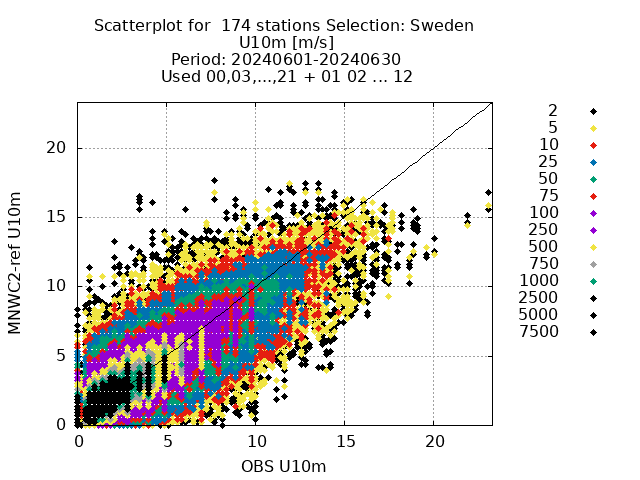 Scatterplot for  174 stations Selection: Sweden
U10m [m/s]
Period: 20240601-20240630
Used 00,03,...,21 + 01 02 ... 12
MNWC2-ref U10m
20
15
10
5
0
0 5 10 15 20
OBS U10m
2
5
10
25
50
75
100
250
500
750
1000
2500
5000
7500